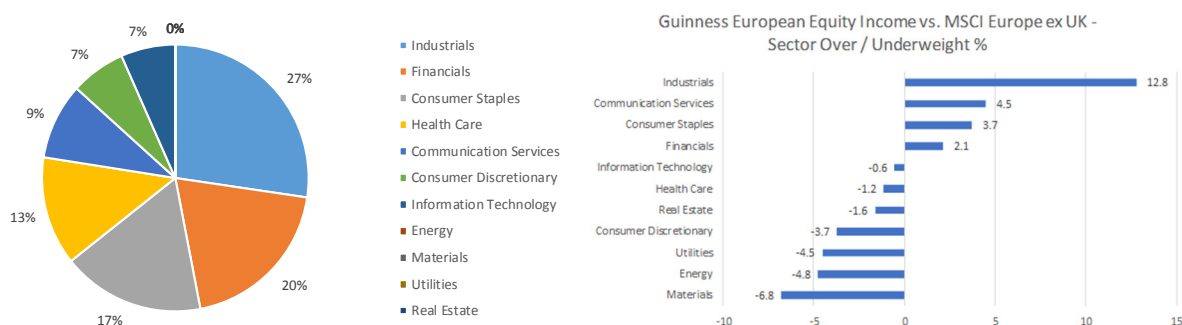 0%
7%
7%
9%
13%
17%
20%
27%
Industrials
Financials
Consumer Staples
Health Care
Communication Services
Consumer Discretionary
Information Technology
Energy
Materials
Utilities
Real Estate
Guinness European Equity Income vs. MSCI Europe ex UK -
Sector Over / Underweight %
Industrials 12.8
Communication Services 4.5
Consumer Staples 3.7
Financials 2.1
Information Technology -0.6
Health Care -1.2
Real Estate -1.6
Consumer Discretionary -3.7
Utilities -4.5
Energy -4.8
Materials -6.8
-10 -5 0 5 10 15